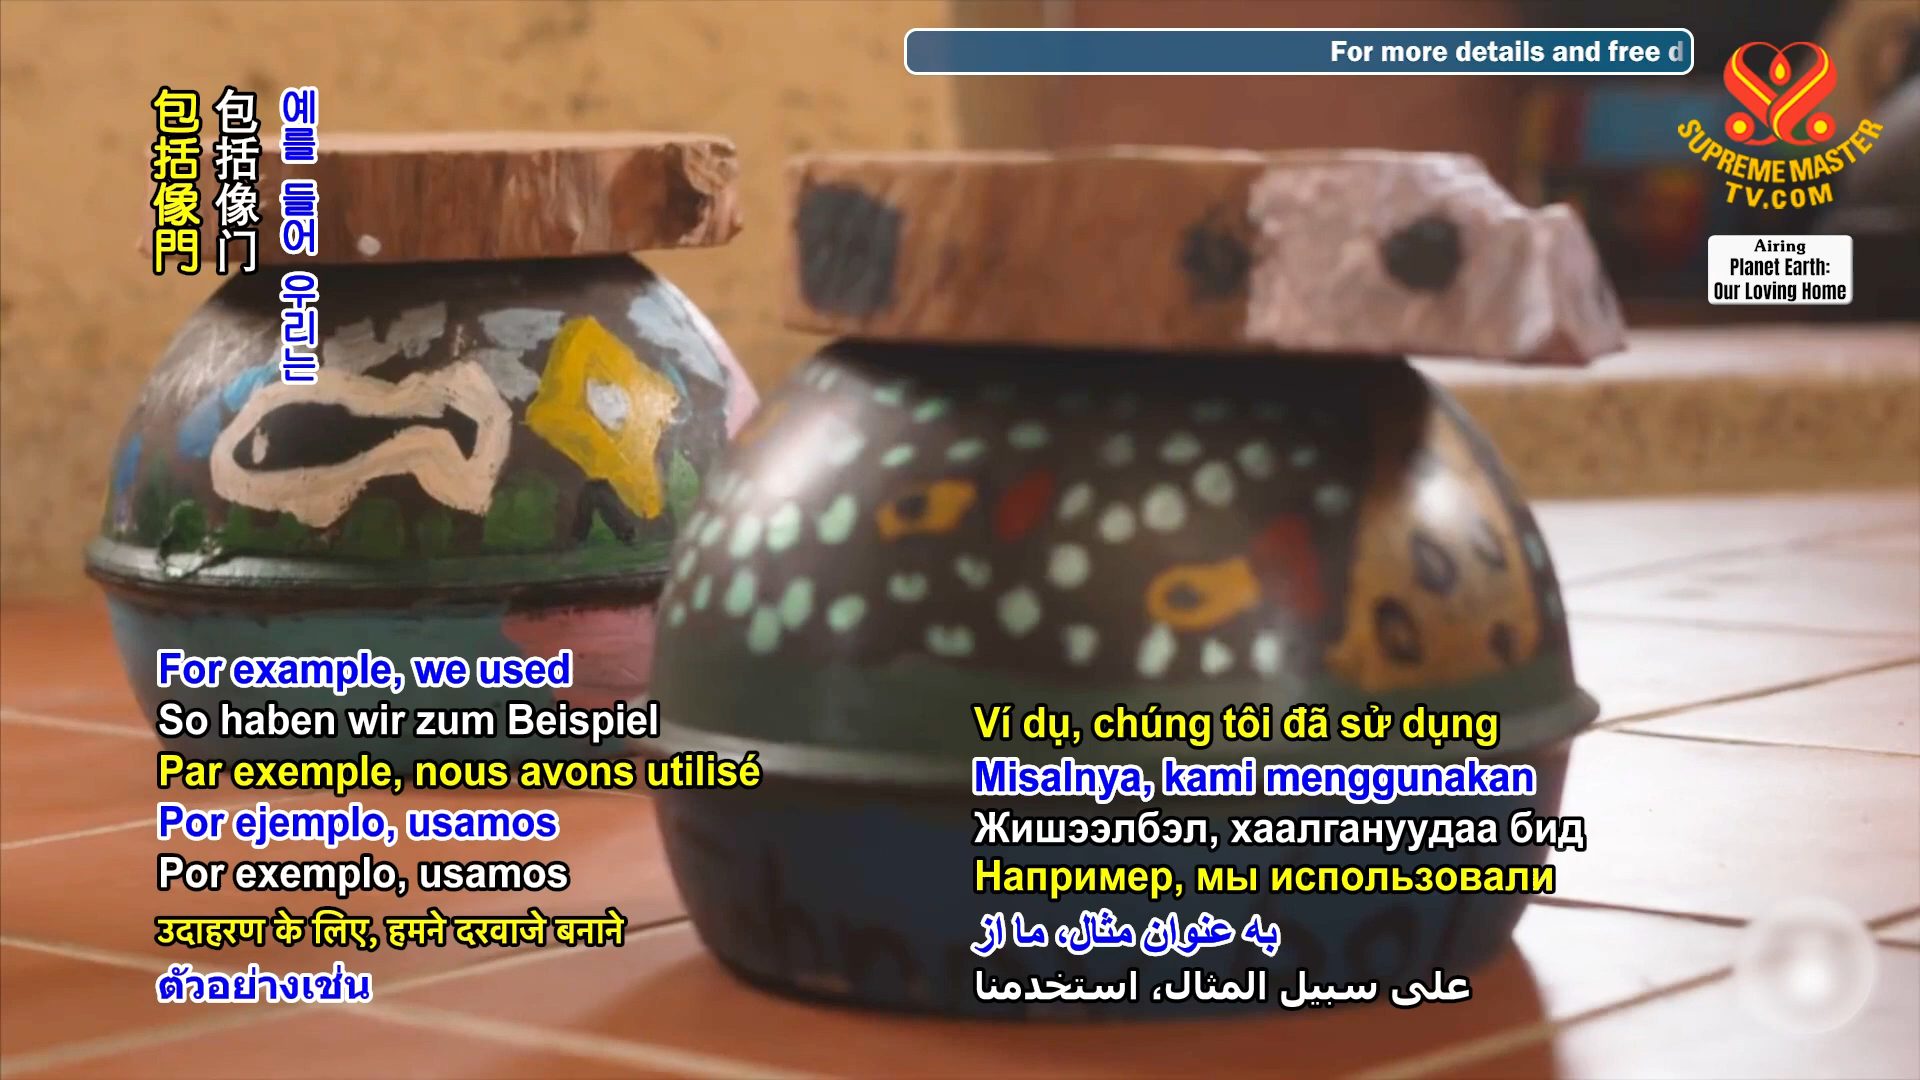 For more details and free d
SUPREME MASTER
TV.COM
Airing
Planet Earth:
Our Loving Home
包括像門
包括像门
예를 들어 우리는
For example, we used
So haben wir zum Beispiel
Par exemple, nous avons utilisé
Por ejemplo, usamos
Por exemplo, usamos
उदाहरण के लिए, हमने दरवाजे बनाने
ตัวอย่างเช่น
Ví dụ, chúng tôi đã sử dụng
Misalnya, kami menggunakan
Жишээлбэл, хаалгануудаа бид
Например, мы использовали
به عنوان مثال، ما از
على سبيل المثال، استخدمنا